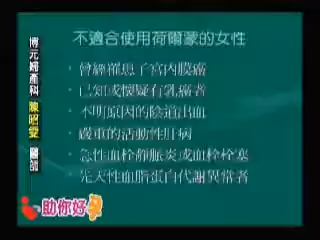 不適合使用荷爾蒙的女性
・曾經罹患子宮內膜癌
・已知或懷疑有乳癌者
・不明原因的陰道出血
・嚴重的活動性肝病
・急性血栓靜脈炎或血栓栓塞
・先天性血脂蛋白代謝異常者
博元婦產科 陳昭雯 醫師
助你好孕